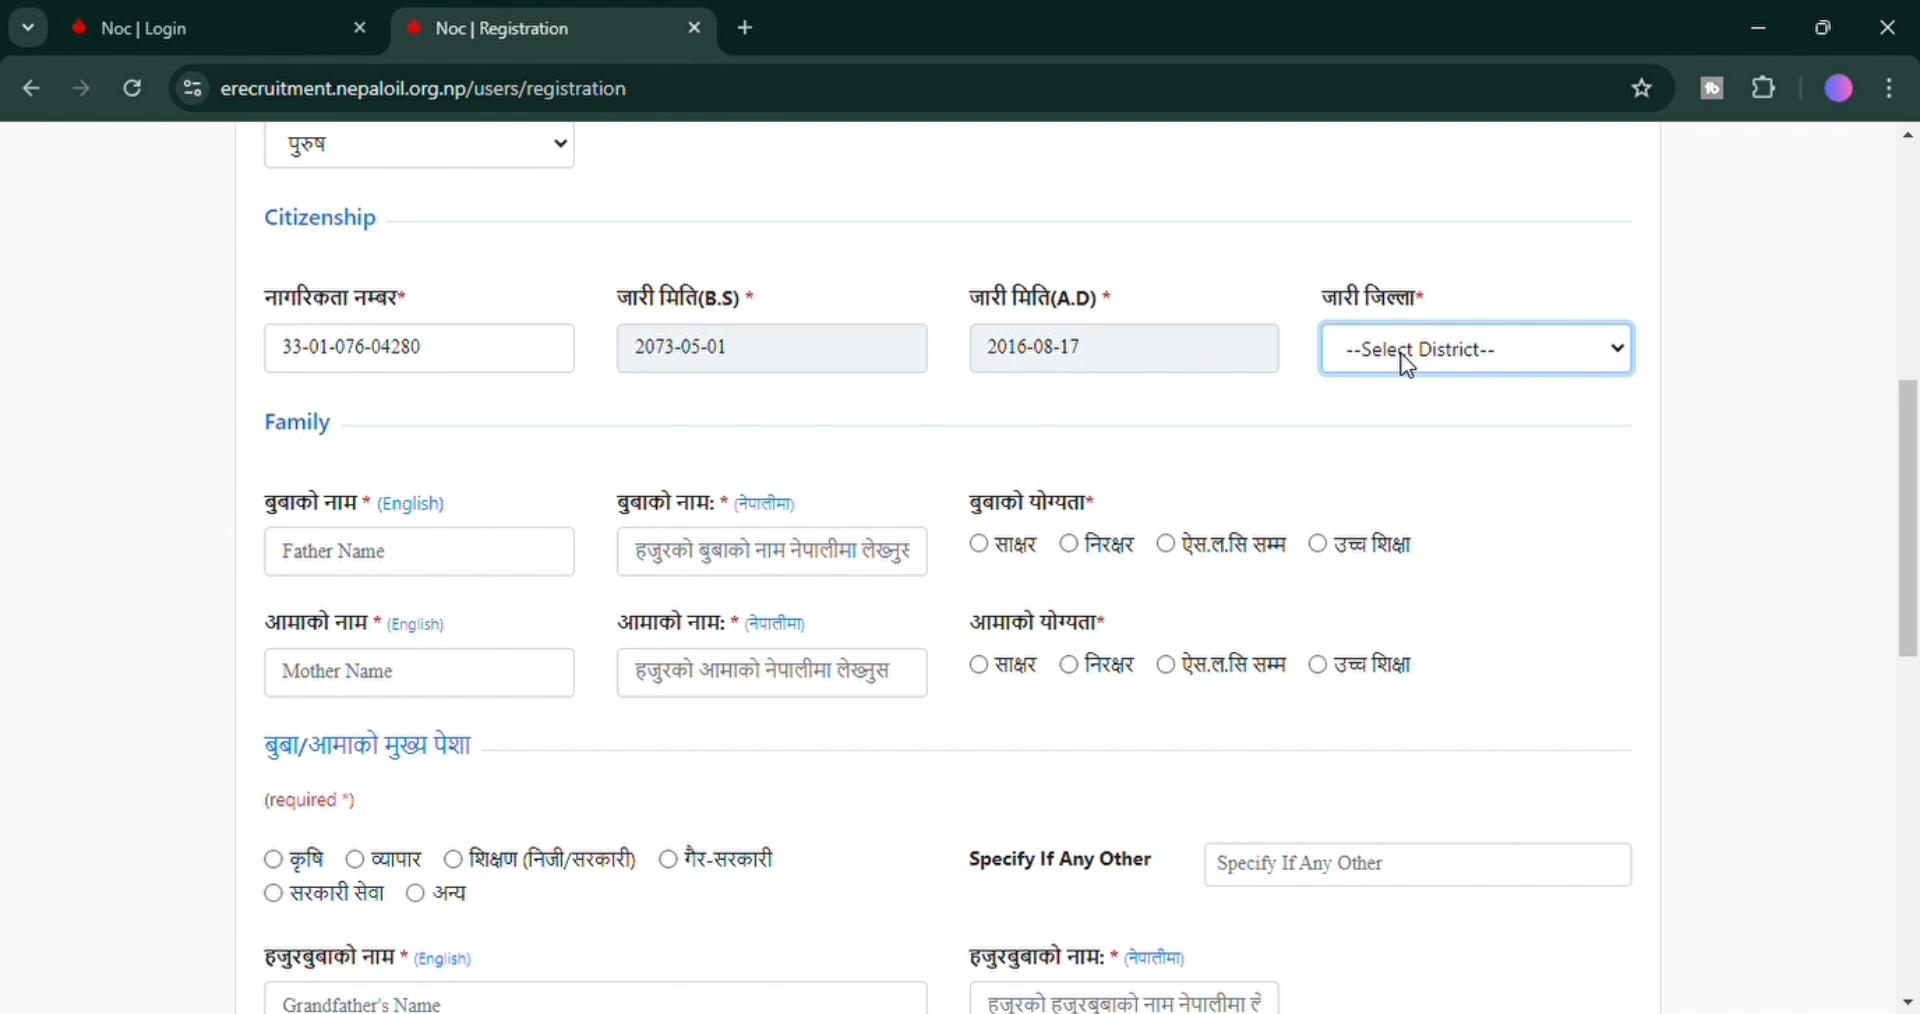 Noc | Login
Noc | Registration
erecruitment.nepaloil.org.np/users/registration
पुरुष
Citizenship
नागरिकता नम्बर* जारी मिति(B.S) * जारी मिति(A.D) * जारी जिल्ला*
33-01-076-04280 2073-05-01 2016-08-17 --Select District--
Family
बुबाको नाम * (English) बुबाको नाम: * (नेपालीमा) बुबाको योग्यता*
Father Name हजुरको बुबाको नाम नेपालीमा लेख्नुस साक्षर निरक्षर ऐस.ल.सि सम्म उच्च शिक्षा
आमाको नाम * (English) आमाको नाम: * (नेपालीमा) आमाको योग्यता*
Mother Name हजुरको आमाको नेपालीमा लेख्नुस साक्षर निरक्षर ऐस.ल.सि सम्म उच्च शिक्षा
बुबा/आमाको मुख्य पेशा
(required *)
कृषि व्यापार शिक्षण (निजी/सरकारी) गैर-सरकारी Specify If Any Other Specify If Any Other
सरकारी सेवा अन्य
हजुरबुबाको नाम * (English) हजुरबुबाको नाम: * (नेपालीमा)
Grandfather's Name हजुरको हजुरबुबाको नाम नेपालीमा ले